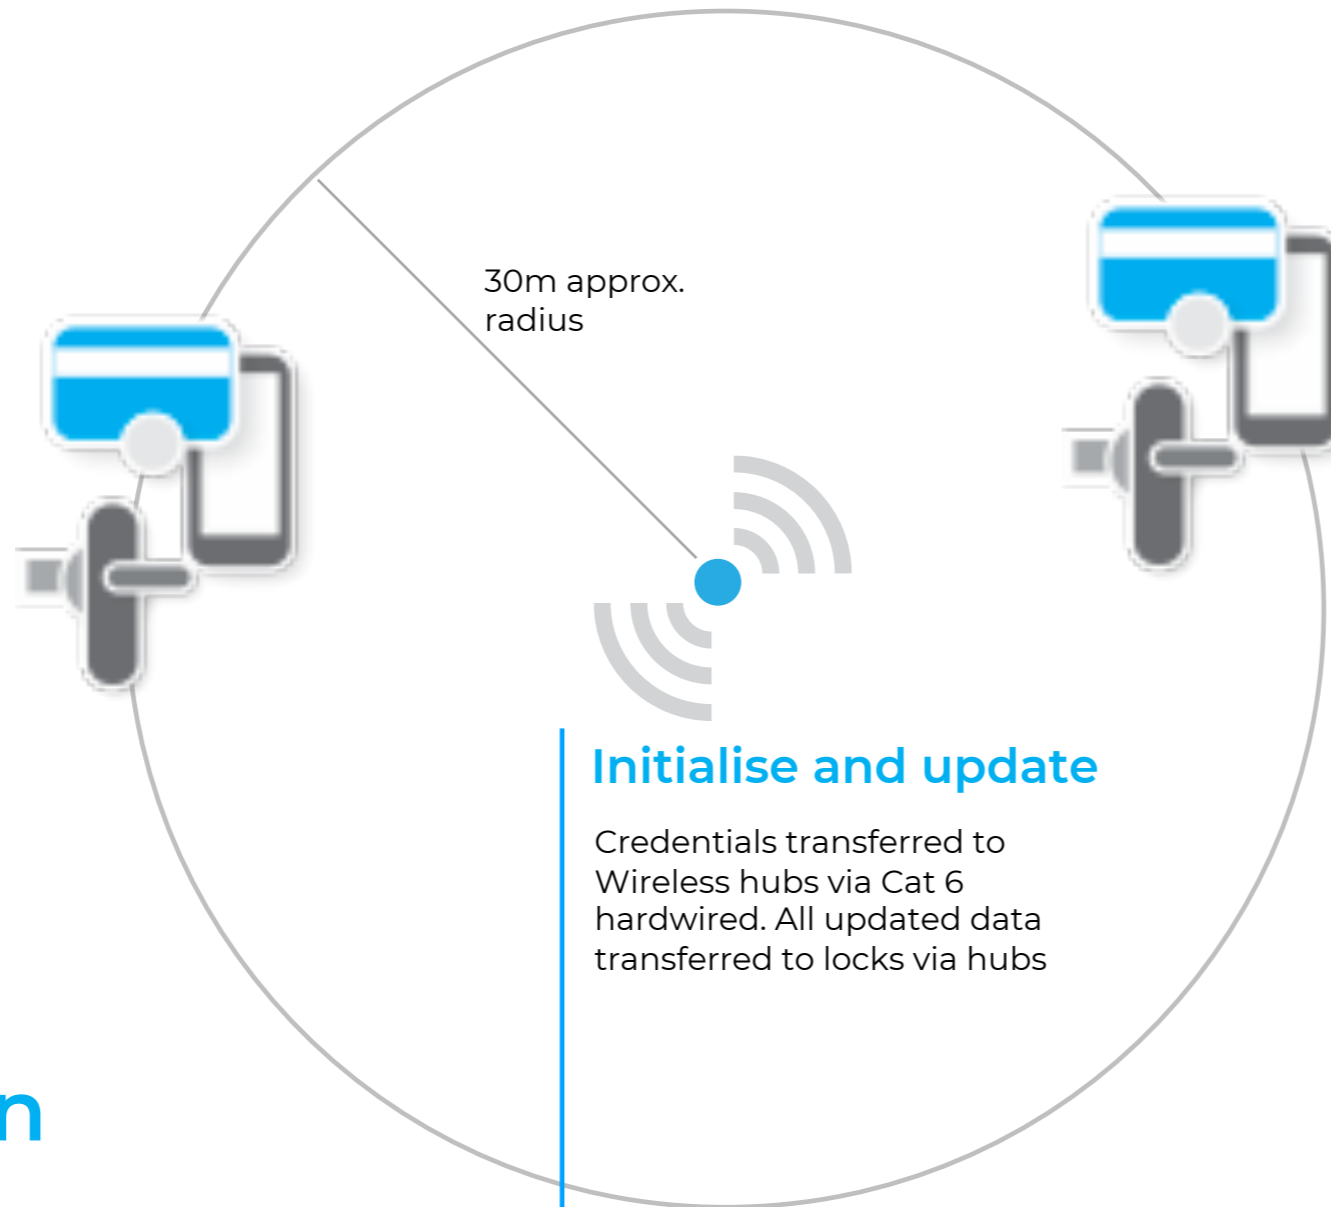 30m approx.
radius
Initialise and update
Credentials transferred to
Wireless hubs via Cat 6
hardwired. All updated data
transferred to locks via hubs
n